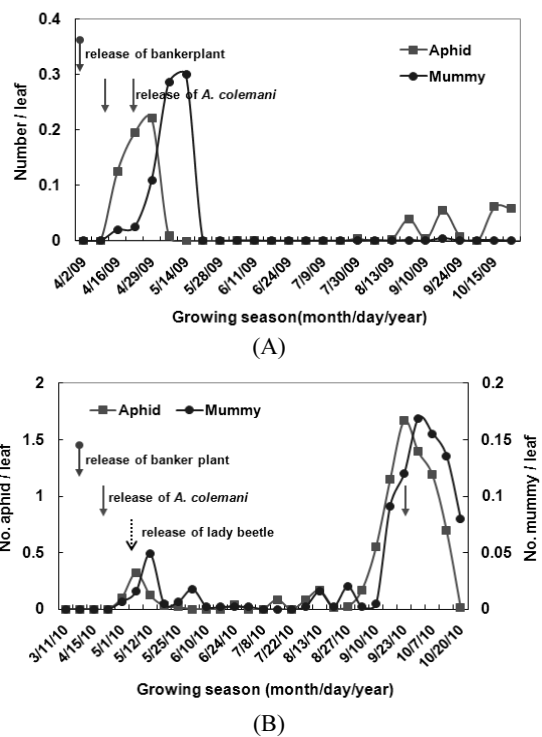 0.4
0.3
0.2
0.1
0
Number / leaf
release of bankerplant
release of A. colemani
Aphid
Mummy
4/2/09
4/16/09
4/29/09
5/14/09
5/28/09
6/11/09
6/24/09
7/9/09
7/30/09
8/13/09
9/10/09
9/24/09
10/15/09
Growing season(month/day/year)
(A)
2
1.5
1
0.5
0
No. aphid / leaf
Aphid
Mummy
release of banker plant
release of A. colemani
release of lady beetle
0.2
0.15
0.1
0.05
0
No. mummy / leaf
3/11/10
4/15/10
5/1/10
5/12/10
5/25/10
6/10/10
6/24/10
7/8/10
7/22/10
8/13/10
8/27/10
9/10/10
9/23/10
10/7/10
10/20/10
Growing season (month/day/year)
(B)